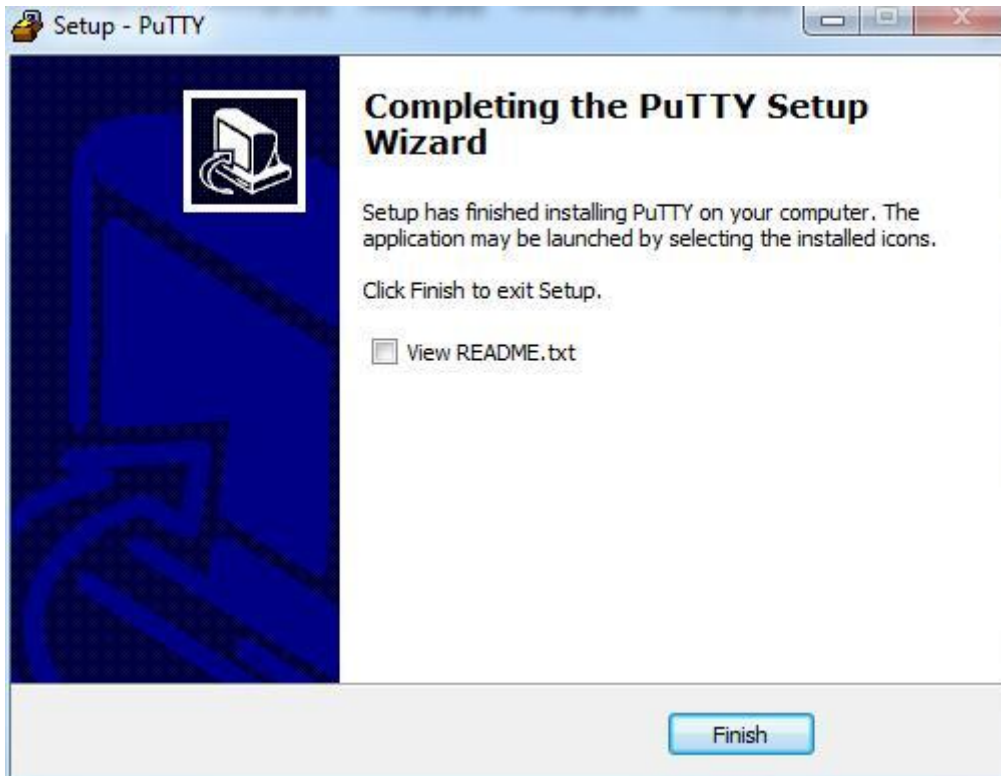 Setup - PuTTY
Completing the PuTTY Setup
Wizard
Setup has finished installing PuTTY on your computer. The
application may be launched by selecting the installed icons.
Click Finish to exit Setup.
View README.txt
Finish